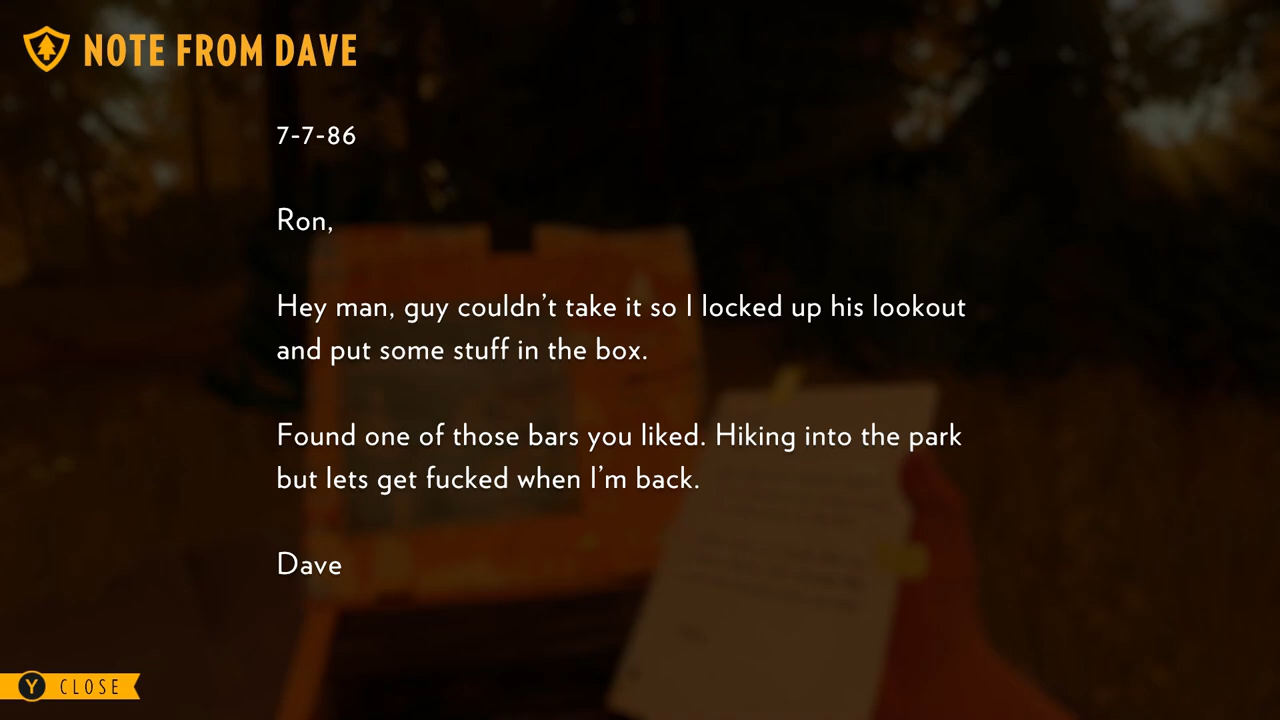 NOTE FROM DAVE
7-7-86
Ron,
Hey man, guy couldn't take it so I locked up his lookout
and put some stuff in the box.
Found one of those bars you liked. Hiking into the park
but lets get fucked when I'm back.
Dave
Y CLOSE